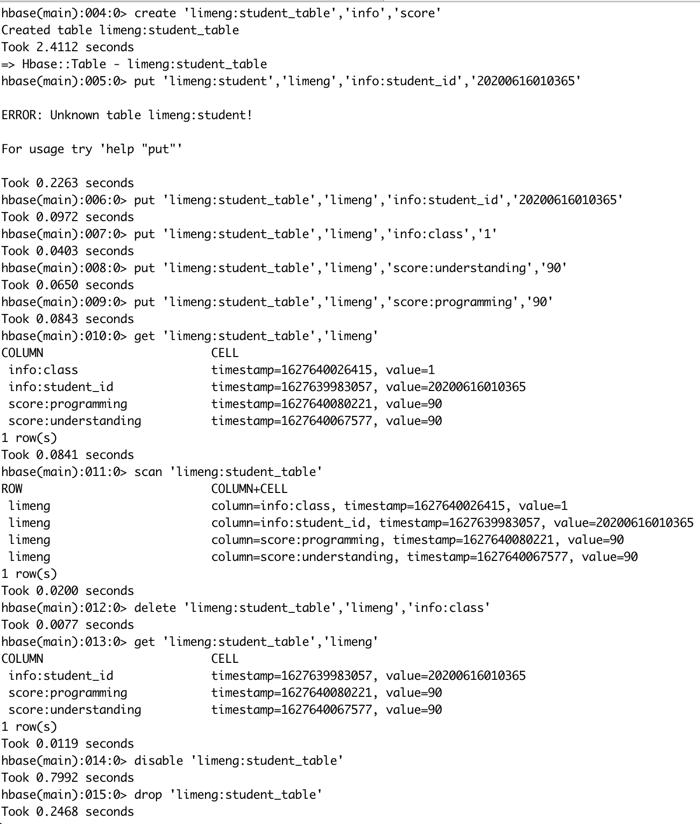 hbase(main):004:0> create 'limeng:student_table','info','score'
Created table limeng:student_table
Took 2.4112 seconds
=> Hbase::Table - limeng:student_table
hbase(main):005:0> put 'limeng:student','limeng','info:student_id','20200616010365'
ERROR: Unknown table limeng:student!
For usage try 'help "put"'
Took 0.2263 seconds
hbase(main):006:0> put 'limeng:student_table','limeng','info:student_id','20200616010365'
Took 0.0972 seconds
hbase(main):007:0> put 'limeng:student_table','limeng','info:class','1'
Took 0.0403 seconds
hbase(main):008:0> put 'limeng:student_table','limeng','score:understanding','90'
Took 0.0650 seconds
hbase(main):009:0> put 'limeng:student_table','limeng','score:programming','90'
Took 0.0843 seconds
hbase(main):010:0> get 'limeng:student_table','limeng'
COLUMN CELL
info:class timestamp=1627640026415, value=1
info:student_id timestamp=1627639983057, value=20200616010365
score:programming timestamp=1627640080221, value=90
score:understanding timestamp=1627640067577, value=90
1 row(s)
Took 0.0841 seconds
hbase(main):011:0> scan 'limeng:student_table'
ROW COLUMN+CELL
limeng column=info:class, timestamp=1627640026415, value=1
limeng column=info:student_id, timestamp=1627639983057, value=20200616010365
limeng column=score:programming, timestamp=1627640080221, value=90
limeng column=score:understanding, timestamp=1627640067577, value=90
1 row(s)
Took 0.0200 seconds
hbase(main):012:0> delete 'limeng:student_table','limeng','info:class'
Took 0.0077 seconds
hbase(main):013:0> get 'limeng:student_table','limeng'
COLUMN CELL
info:student_id timestamp=1627639983057, value=20200616010365
score:programming timestamp=1627640080221, value=90
score:understanding timestamp=1627640067577, value=90
1 row(s)
Took 0.0119 seconds
hbase(main):014:0> disable 'limeng:student_table'
Took 0.7992 seconds
hbase(main):015:0> drop 'limeng:student_table'
Took 0.2468 seconds